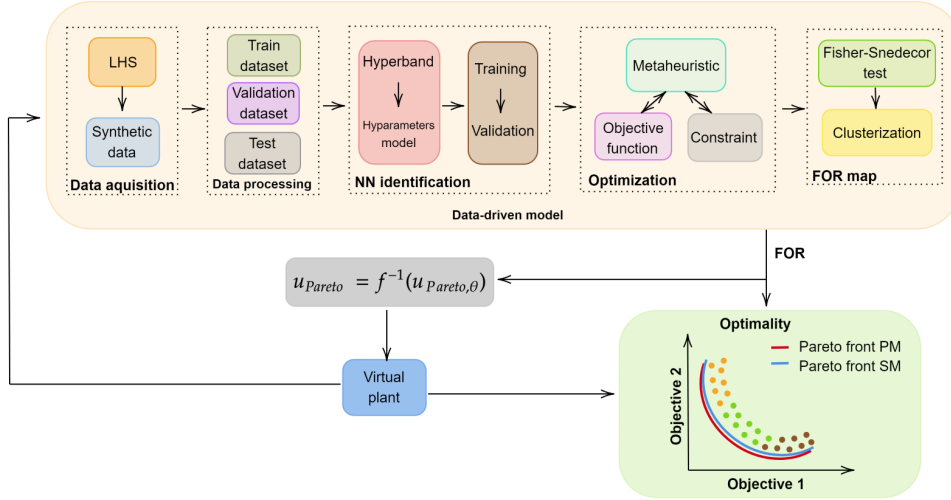 LHS
Synthetic
data
Data aquisition
Train
dataset
Validation
dataset
Test
dataset
Data processing
Hyperband
Hyparameters
model
Training
Validation
NN identification
Metaheuristic
Objective
function
Constraint
Optimization
Fisher-Snedecor
test
Clusterization
FOR map
Data-driven model
FOR
u_Pareto = f⁻¹(u_Pareto,θ)
Virtual
plant
Optimality
Pareto front PM
Pareto front SM
Objective 2
Objective 1